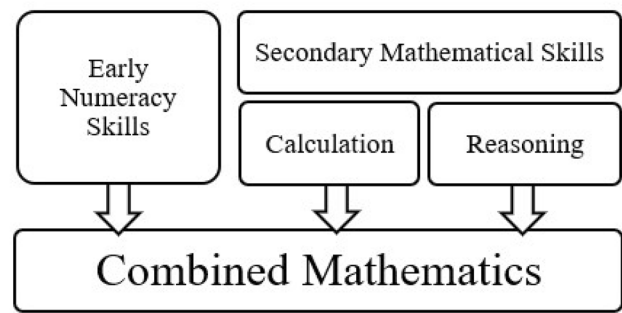 Early
Numeracy
Skills
Secondary Mathematical Skills
Calculation
Reasoning
Combined Mathematics